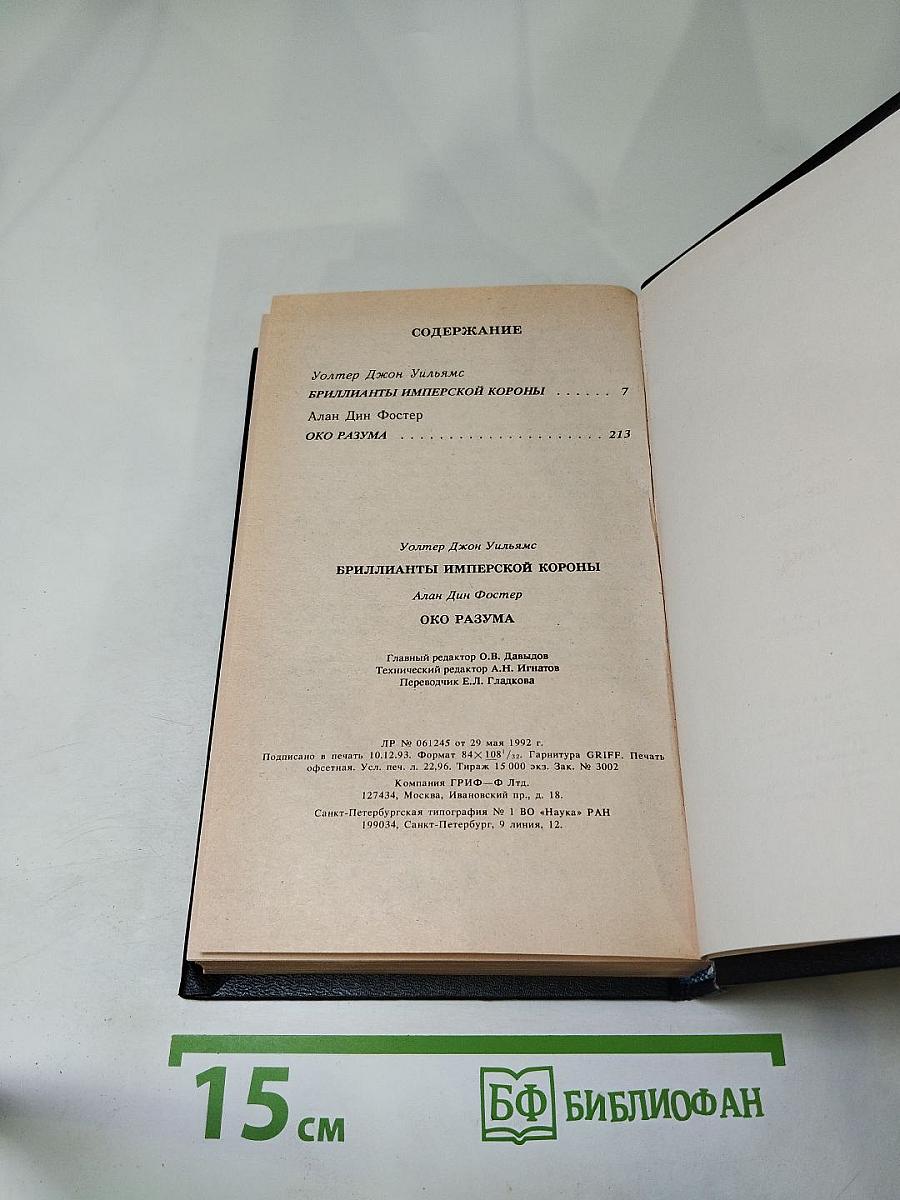 СОДЕРЖАНИЕ
Уолтер Джон Уильямс
БРИЛЛИАНТЫ ИМПЕРСКОЙ КОРОНЫ . . . . . . 7
Алан Дин Фостер
ОКО РАЗУМА . . . . . . . . . . . . . . . . . . . . . . 213
Уолтер Джон Уильямс
БРИЛЛИАНТЫ ИМПЕРСКОЙ КОРОНЫ
Алан Дин Фостер
ОКО РАЗУМА
Главный редактор О.В. Давыдов
Технический редактор А.Н. Игнатов
Переводчик Е.Л. Гладкова
ЛР № 061245 от 29 мая 1992 г.
Подписано в печать 10.12.93. Формат 84×108¹/₃₂. Гарнитура GRIFF. Печать
офсетная. Усл. печ. л. 22,96. Тираж 15 000 экз. Зак. № 3002
Компания ГРИФ—Ф Лтд.
127434, Москва, Ивановский пр., д. 18.
Санкт-Петербургская типография № 1 ВО «Наука» РАН
199034, Санкт-Петербург, 9 линия, 12.
15 см
БФ БИБЛИОФАН